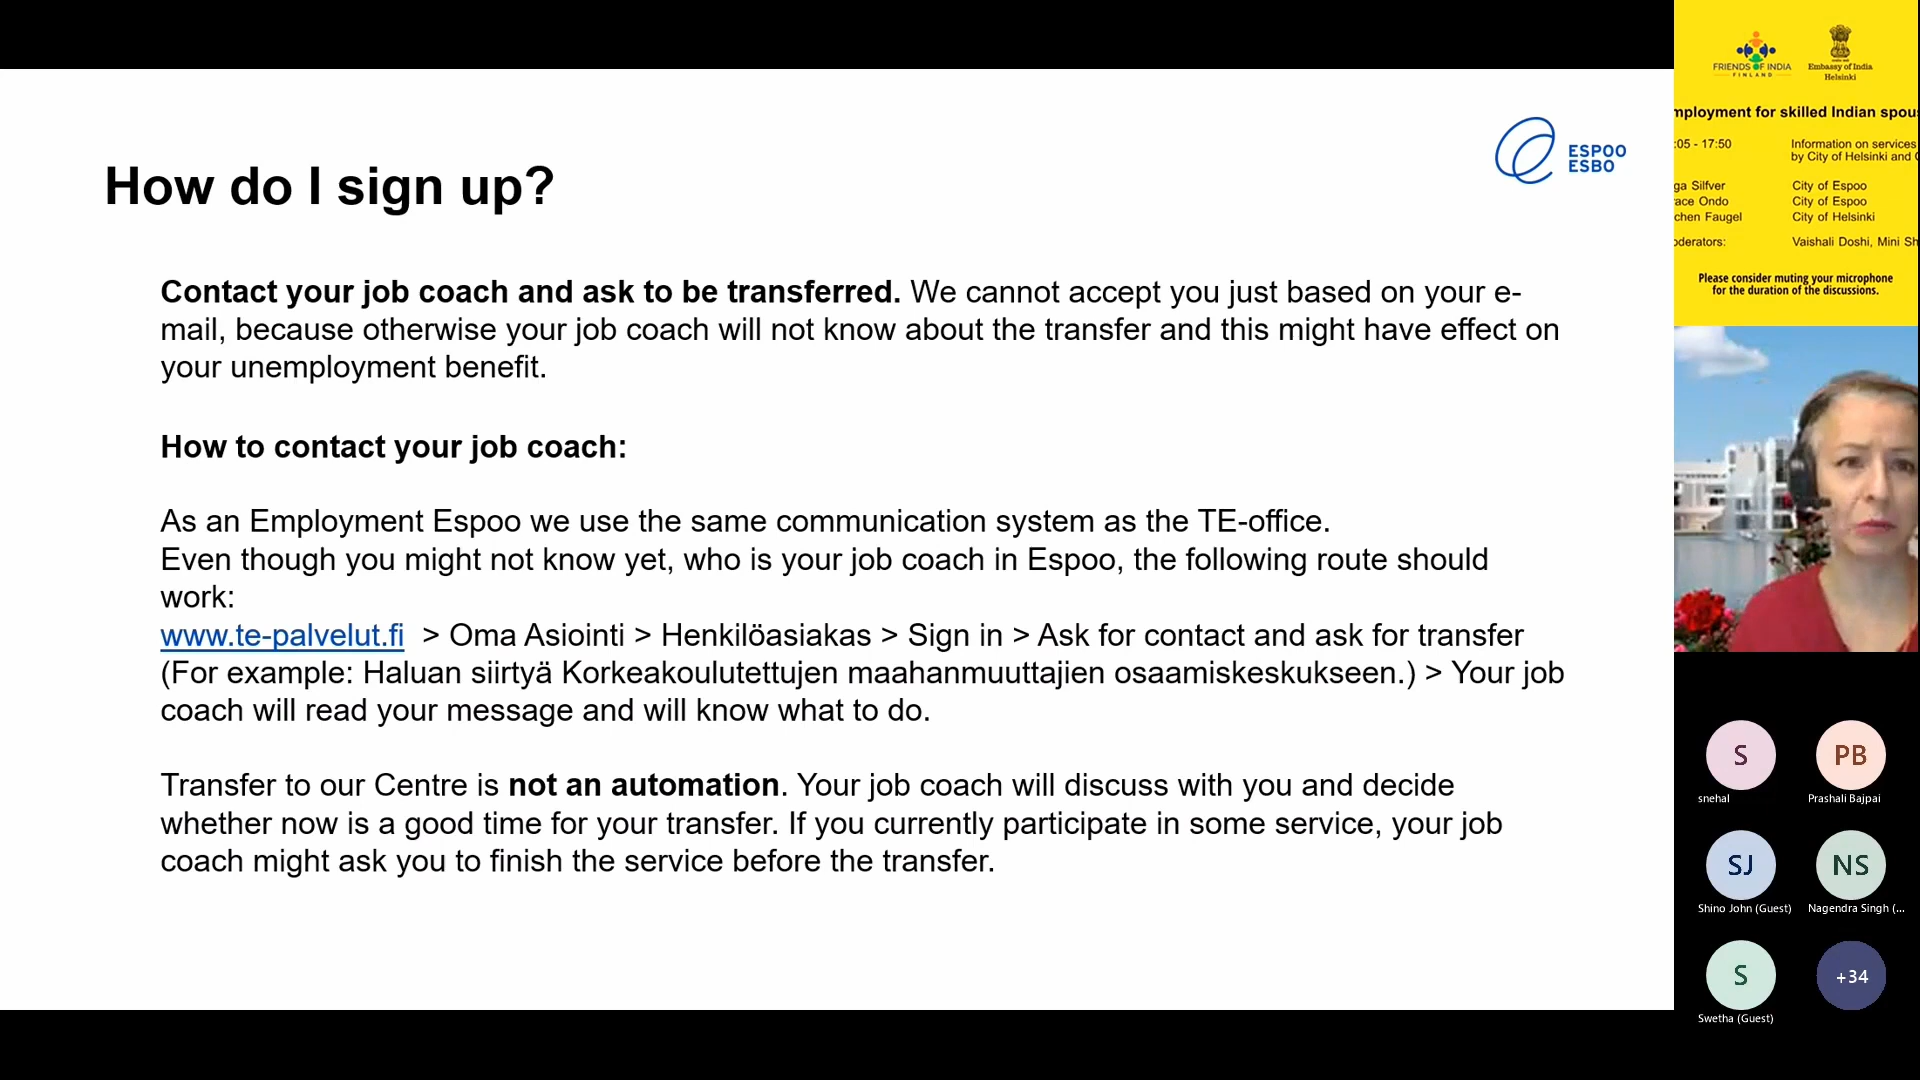 How do I sign up?
ESPOO
ESBO
Contact your job coach and ask to be transferred. We cannot accept you just based on your e-
mail, because otherwise your job coach will not know about the transfer and this might have effect on
your unemployment benefit.
How to contact your job coach:
As an Employment Espoo we use the same communication system as the TE-office.
Even though you might not know yet, who is your job coach in Espoo, the following route should
work:
www.te-palvelut.fi > Oma Asiointi > Henkilöasiakas > Sign in > Ask for contact and ask for transfer
(For example: Haluan siirtyä Korkeakoulutettujen maahanmuuttajien osaamiskeskukseen.) > Your job
coach will read your message and will know what to do.
Transfer to our Centre is not an automation. Your job coach will discuss with you and decide
whether now is a good time for your transfer. If you currently participate in some service, your job
coach might ask you to finish the service before the transfer.
FRIENDS OF INDIA
FINLAND
Embassy of India
Helsinki
mployment for skilled Indian spou
:05 - 17:50 Information on services
by City of Helsinki and
ga Silfver City of Espoo
ace Ondo City of Espoo
chen Faugel City of Helsinki
oderators: Vaishali Doshi, Mini Sh
Please consider muting your microphone
for the duration of the discussions.
S
snehal
PB
Prashali Bajpai
SJ
Shino John (Guest)
NS
Nagendra Singh (...
S
Swetha (Guest)
+34